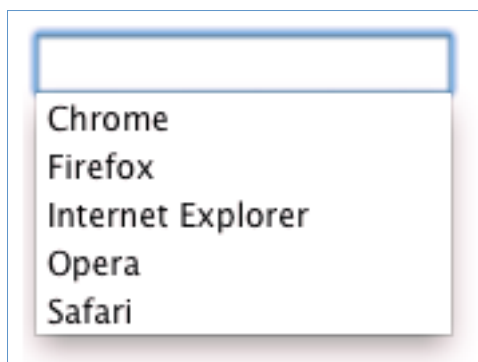 Chrome
Firefox
Internet Explorer
Opera
Safari